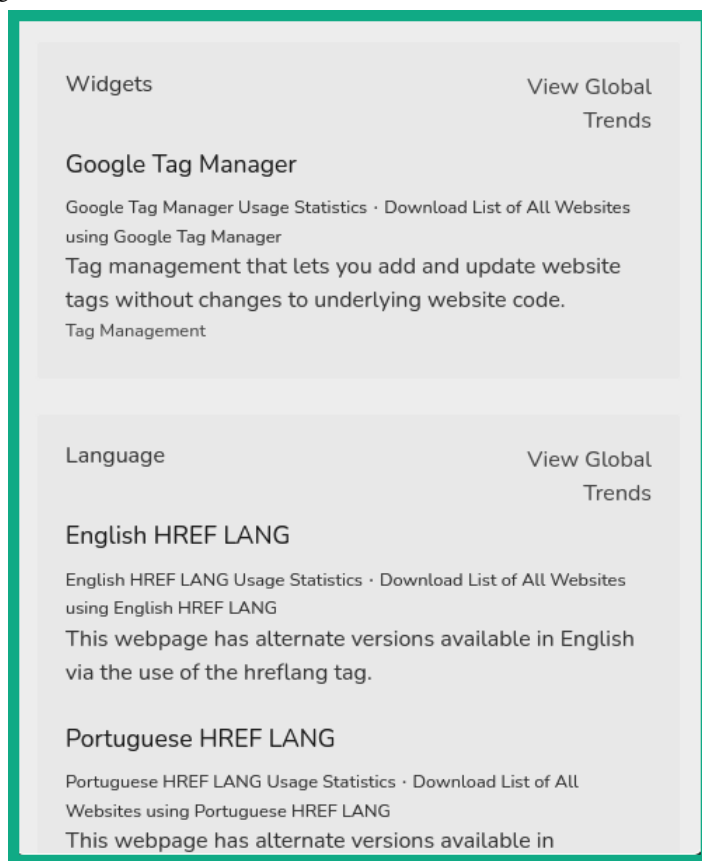 Widgets
View Global
Trends
Google Tag Manager
Google Tag Manager Usage Statistics · Download List of All Websites
using Google Tag Manager
Tag management that lets you add and update website
tags without changes to underlying website code.
Tag Management
Language
View Global
Trends
English HREF LANG
English HREF LANG Usage Statistics · Download List of All Websites
using English HREF LANG
This webpage has alternate versions available in English
via the use of the hreflang tag.
Portuguese HREF LANG
Portuguese HREF LANG Usage Statistics · Download List of All
Websites using Portuguese HREF LANG
This webpage has alternate versions available in